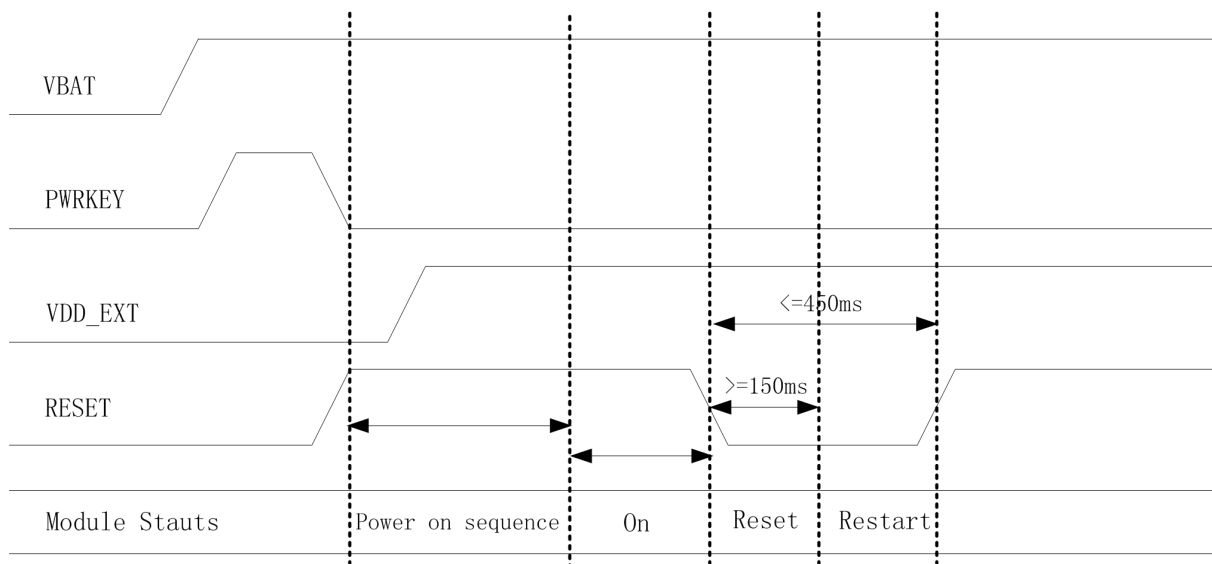 VBAT
PWRKEY
VDD_EXT
<=450ms
>=150ms
RESET
Module Stauts
Power on sequence
On
Reset
Restart